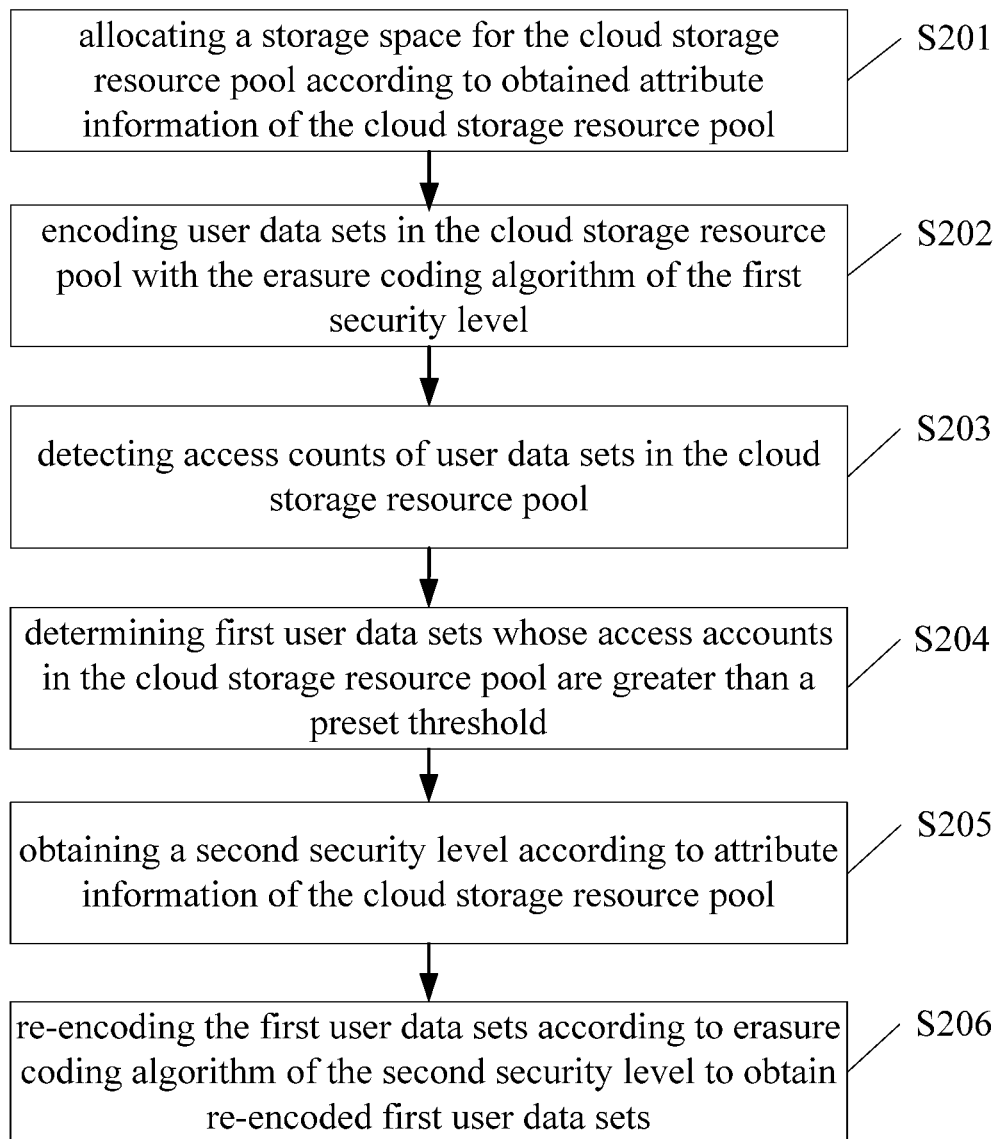 allocating a storage space for the cloud storage
resource pool according to obtained attribute
information of the cloud storage resource pool
S201
encoding user data sets in the cloud storage resource
pool with the erasure coding algorithm of the first
security level
S202
detecting access counts of user data sets in the cloud
storage resource pool
S203
determining first user data sets whose access accounts
in the cloud storage resource pool are greater than a
preset threshold
S204
obtaining a second security level according to attribute
information of the cloud storage resource pool
S205
re-encoding the first user data sets according to erasure
coding algorithm of the second security level to obtain
re-encoded first user data sets
S206